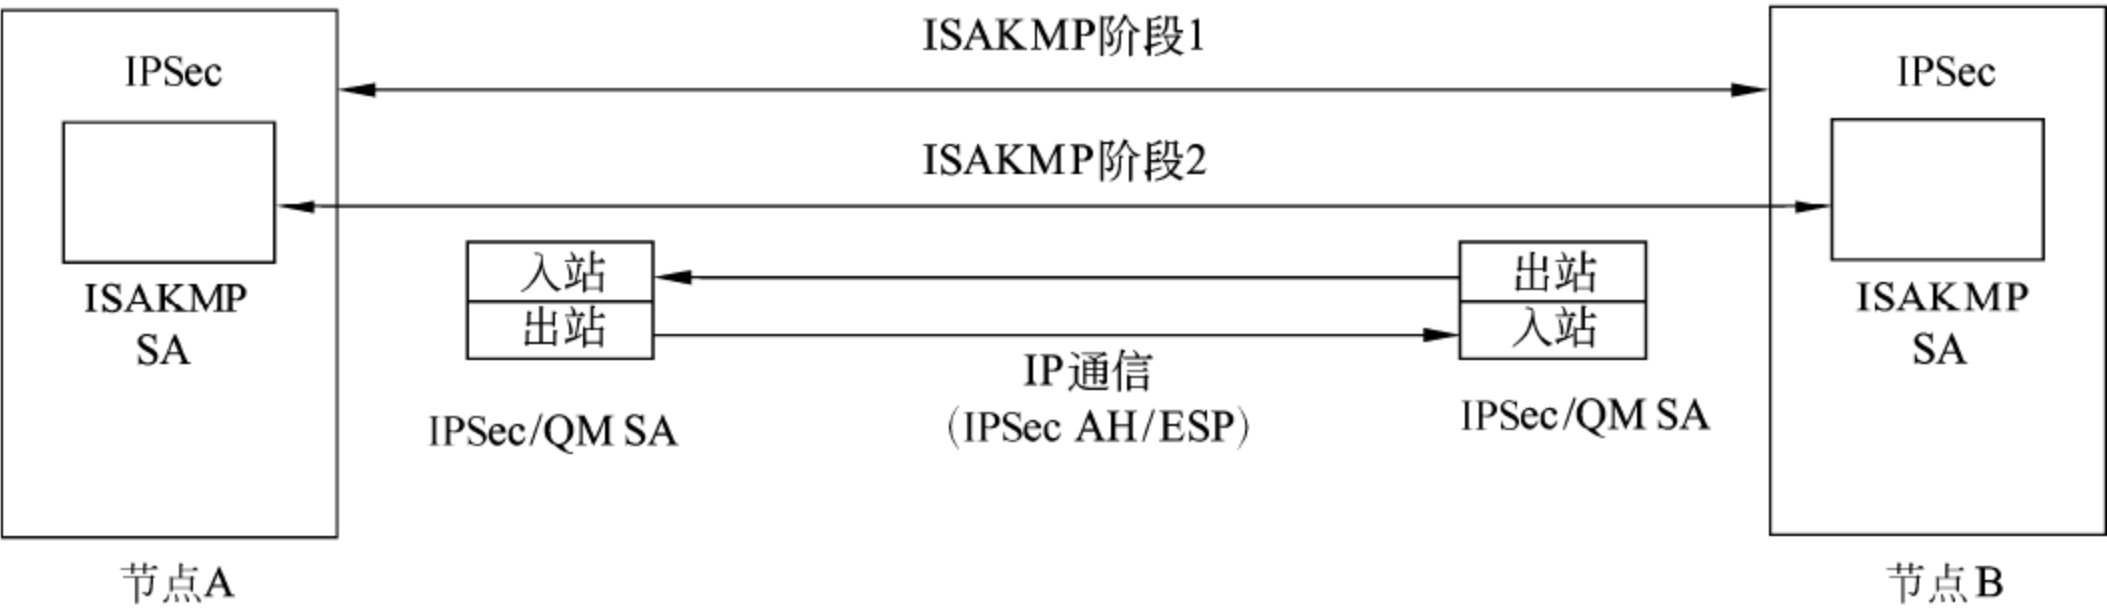 ISAKMP阶段1
IPSec
IPSec
ISAKMP阶段2
入站
出站
出站
入站
ISAKMP
SA
ISAKMP
SA
IP通信
(IPSec AH/ESP)
IPSec/QM SA
IPSec/QM SA
节点A
节点B